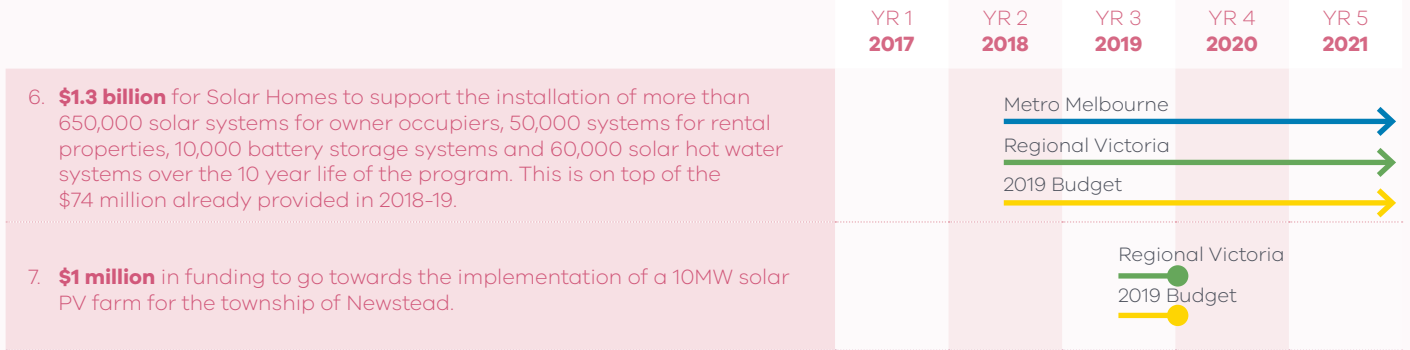 YR 1 YR 2 YR 3 YR 4 YR 5
2017 2018 2019 2020 2021
6. $1.3 billion for Solar Homes to support the installation of more than
650,000 solar systems for owner occupiers, 50,000 systems for rental
properties, 10,000 battery storage systems and 60,000 solar hot water
systems over the 10 year life of the program. This is on top of the
$74 million already provided in 2018-19.
Metro Melbourne
Regional Victoria
2019 Budget
7. $1 million in funding to go towards the implementation of a 10MW solar
PV farm for the township of Newstead.
Regional Victoria
2019 Budget